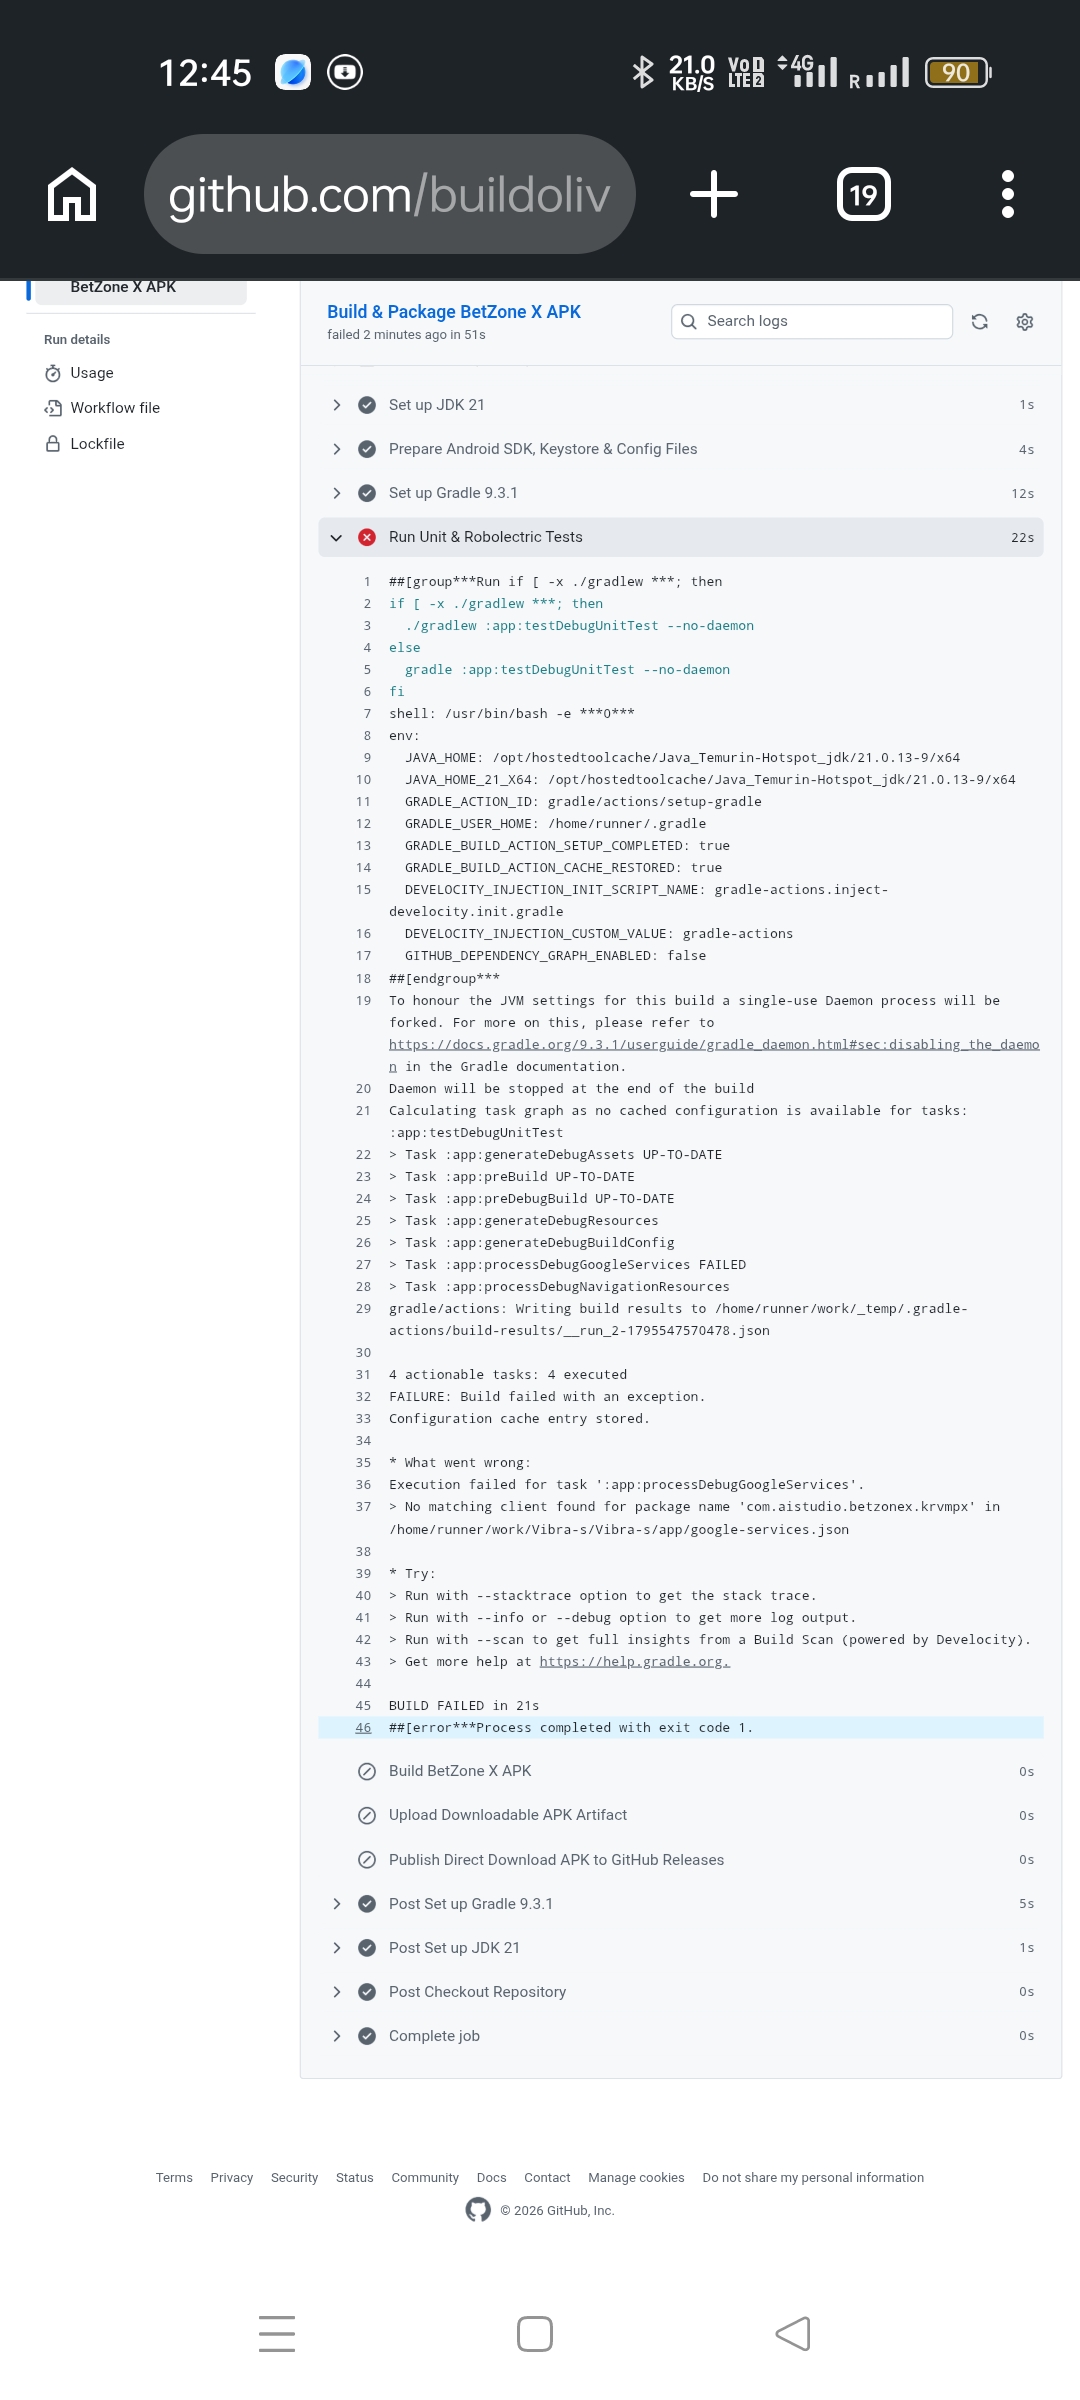 12:45
21.0 KB/S
VoD LTE 2
4G
R
90
github.com/buildoliv
19
BetZone X APK
Run details
Usage
Workflow file
Lockfile
Build & Package BetZone X APK
failed 2 minutes ago in 51s
Search logs
Set up JDK 21 1s
Prepare Android SDK, Keystore & Config Files 4s
Set up Gradle 9.3.1 12s
Run Unit & Robolectric Tests 22s
1 ##[group***Run if [ -x ./gradlew ***; then
2 if [ -x ./gradlew ***; then
3 ./gradlew :app:testDebugUnitTest --no-daemon
4 else
5 gradle :app:testDebugUnitTest --no-daemon
6 fi
7 shell: /usr/bin/bash -e ***0***
8 env:
9 JAVA_HOME: /opt/hostedtoolcache/Java_Temurin-Hotspot_jdk/21.0.13-9/x64
10 JAVA_HOME_21_X64: /opt/hostedtoolcache/Java_Temurin-Hotspot_jdk/21.0.13-9/x64
11 GRADLE_ACTION_ID: gradle/actions/setup-gradle
12 GRADLE_USER_HOME: /home/runner/.gradle
13 GRADLE_BUILD_ACTION_SETUP_COMPLETED: true
14 GRADLE_BUILD_ACTION_CACHE_RESTORED: true
15 DEVELOCITY_INJECTION_INIT_SCRIPT_NAME: gradle-actions.inject-
develocity.init.gradle
16 DEVELOCITY_INJECTION_CUSTOM_VALUE: gradle-actions
17 GITHUB_DEPENDENCY_GRAPH_ENABLED: false
18 ##[endgroup***
19 To honour the JVM settings for this build a single-use Daemon process will be
forked. For more on this, please refer to
https://docs.gradle.org/9.3.1/userguide/gradle_daemon.html#sec:disabling_the_daemo
n in the Gradle documentation.
20 Daemon will be stopped at the end of the build
21 Calculating task graph as no cached configuration is available for tasks:
:app:testDebugUnitTest
22 > Task :app:generateDebugAssets UP-TO-DATE
23 > Task :app:preBuild UP-TO-DATE
24 > Task :app:preDebugBuild UP-TO-DATE
25 > Task :app:generateDebugResources
26 > Task :app:generateDebugBuildConfig
27 > Task :app:processDebugGoogleServices FAILED
28 > Task :app:processDebugNavigationResources
29 gradle/actions: Writing build results to /home/runner/work/_temp/.gradle-
actions/build-results/__run_2-1795547570478.json
30
31 4 actionable tasks: 4 executed
32 FAILURE: Build failed with an exception.
33 Configuration cache entry stored.
34
35 * What went wrong:
36 Execution failed for task ':app:processDebugGoogleServices'.
37 > No matching client found for package name 'com.aistudio.betzonex.krvmpx' in
/home/runner/work/Vibra-s/Vibra-s/app/google-services.json
38
39 * Try:
40 > Run with --stacktrace option to get the stack trace.
41 > Run with --info or --debug option to get more log output.
42 > Run with --scan to get full insights from a Build Scan (powered by Develocity).
43 > Get more help at https://help.gradle.org.
44
45 BUILD FAILED in 21s
46 ##[error***Process completed with exit code 1.
Build BetZone X APK 0s
Upload Downloadable APK Artifact 0s
Publish Direct Download APK to GitHub Releases 0s
Post Set up Gradle 9.3.1 5s
Post Set up JDK 21 1s
Post Checkout Repository 0s
Complete job 0s
Terms Privacy Security Status Community Docs Contact Manage cookies Do not share my personal information
© 2026 GitHub, Inc.